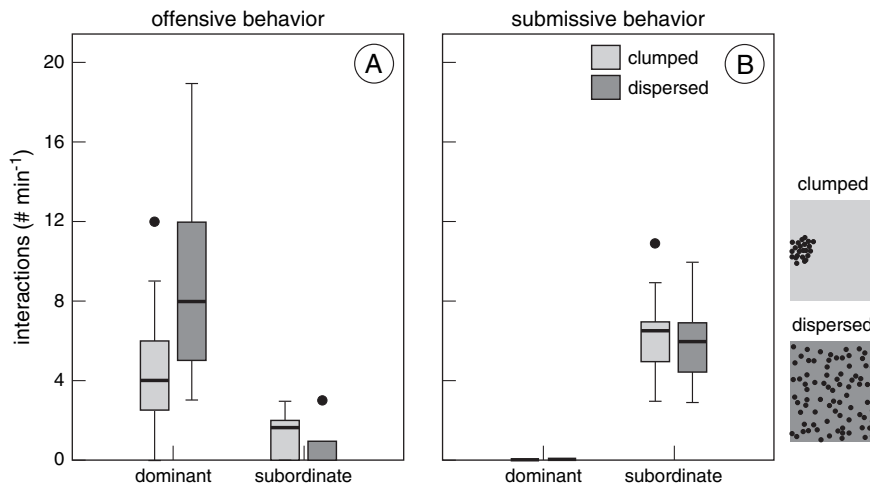 offensive behavior
submissive behavior
A
B
clumped
dispersed
interactions (# min-1)
20
16
12
8
4
0
dominant
subordinate
dominant
subordinate
clumped
dispersed